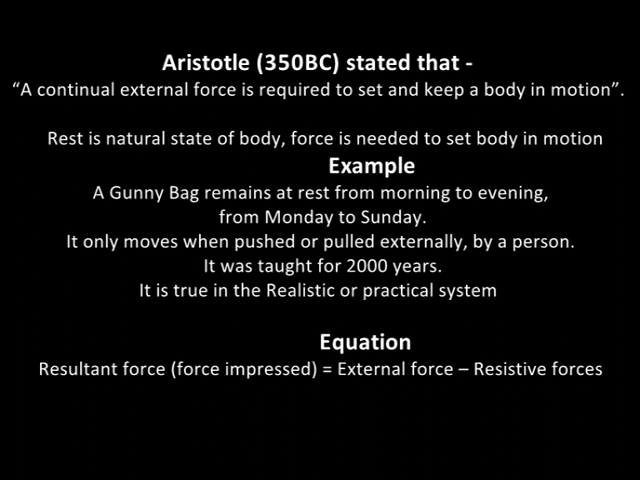 Aristotle (350BC) stated that -
“A continual external force is required to set and keep a body in motion”.
Rest is natural state of body, force is needed to set body in motion
Example
A Gunny Bag remains at rest from morning to evening,
from Monday to Sunday.
It only moves when pushed or pulled externally, by a person.
It was taught for 2000 years.
It is true in the Realistic or practical system
Equation
Resultant force (force impressed) = External force – Resistive forces